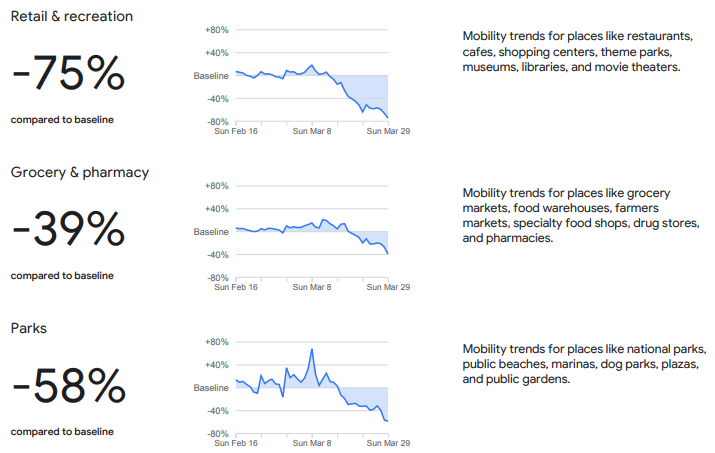 Retail & recreation
-75%
compared to baseline
+80%
+40%
Baseline
-40%
-80%
Sun Feb 16 Sun Mar 8 Sun Mar 29
Mobility trends for places like restaurants,
cafes, shopping centers, theme parks,
museums, libraries, and movie theaters.
Grocery & pharmacy
-39%
compared to baseline
+80%
+40%
Baseline
-40%
-80%
Sun Feb 16 Sun Mar 8 Sun Mar 29
Mobility trends for places like grocery
markets, food warehouses, farmers
markets, specialty food shops, drug stores,
and pharmacies.
Parks
-58%
compared to baseline
+80%
+40%
Baseline
-40%
-80%
Sun Feb 16 Sun Mar 8 Sun Mar 29
Mobility trends for places like national parks,
public beaches, marinas, dog parks, plazas,
and public gardens.